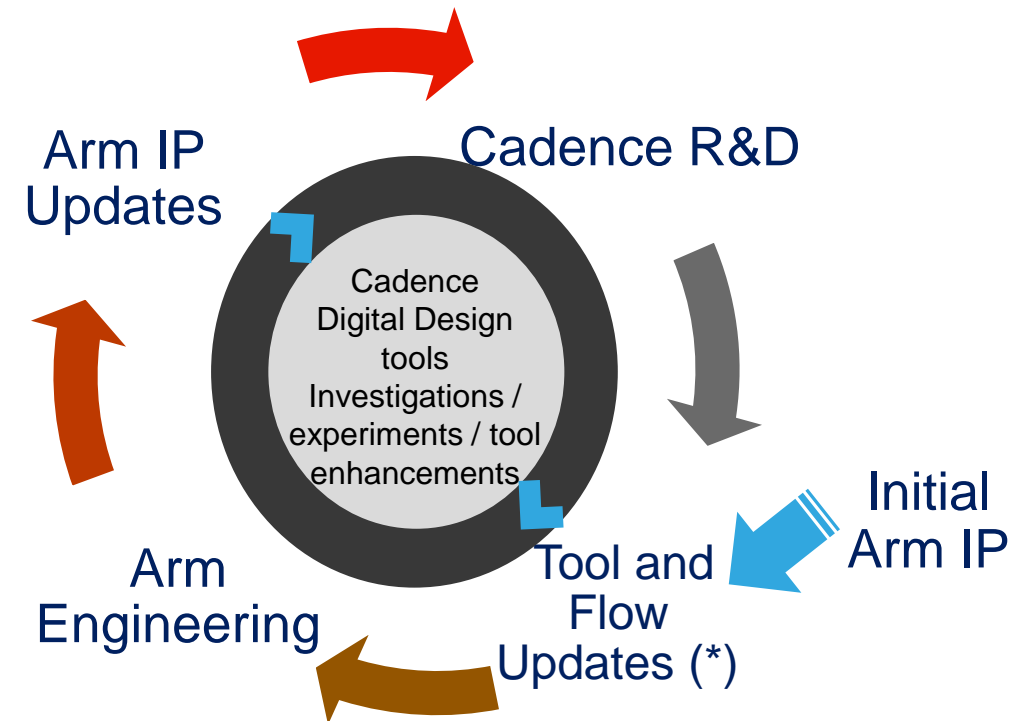 Arm IP
Updates
Cadence R&D
Cadence
Digital Design
tools
Investigations /
experiments / tool
enhancements
Initial
Arm IP
Tool and
Flow
Updates (*)
Arm
Engineering